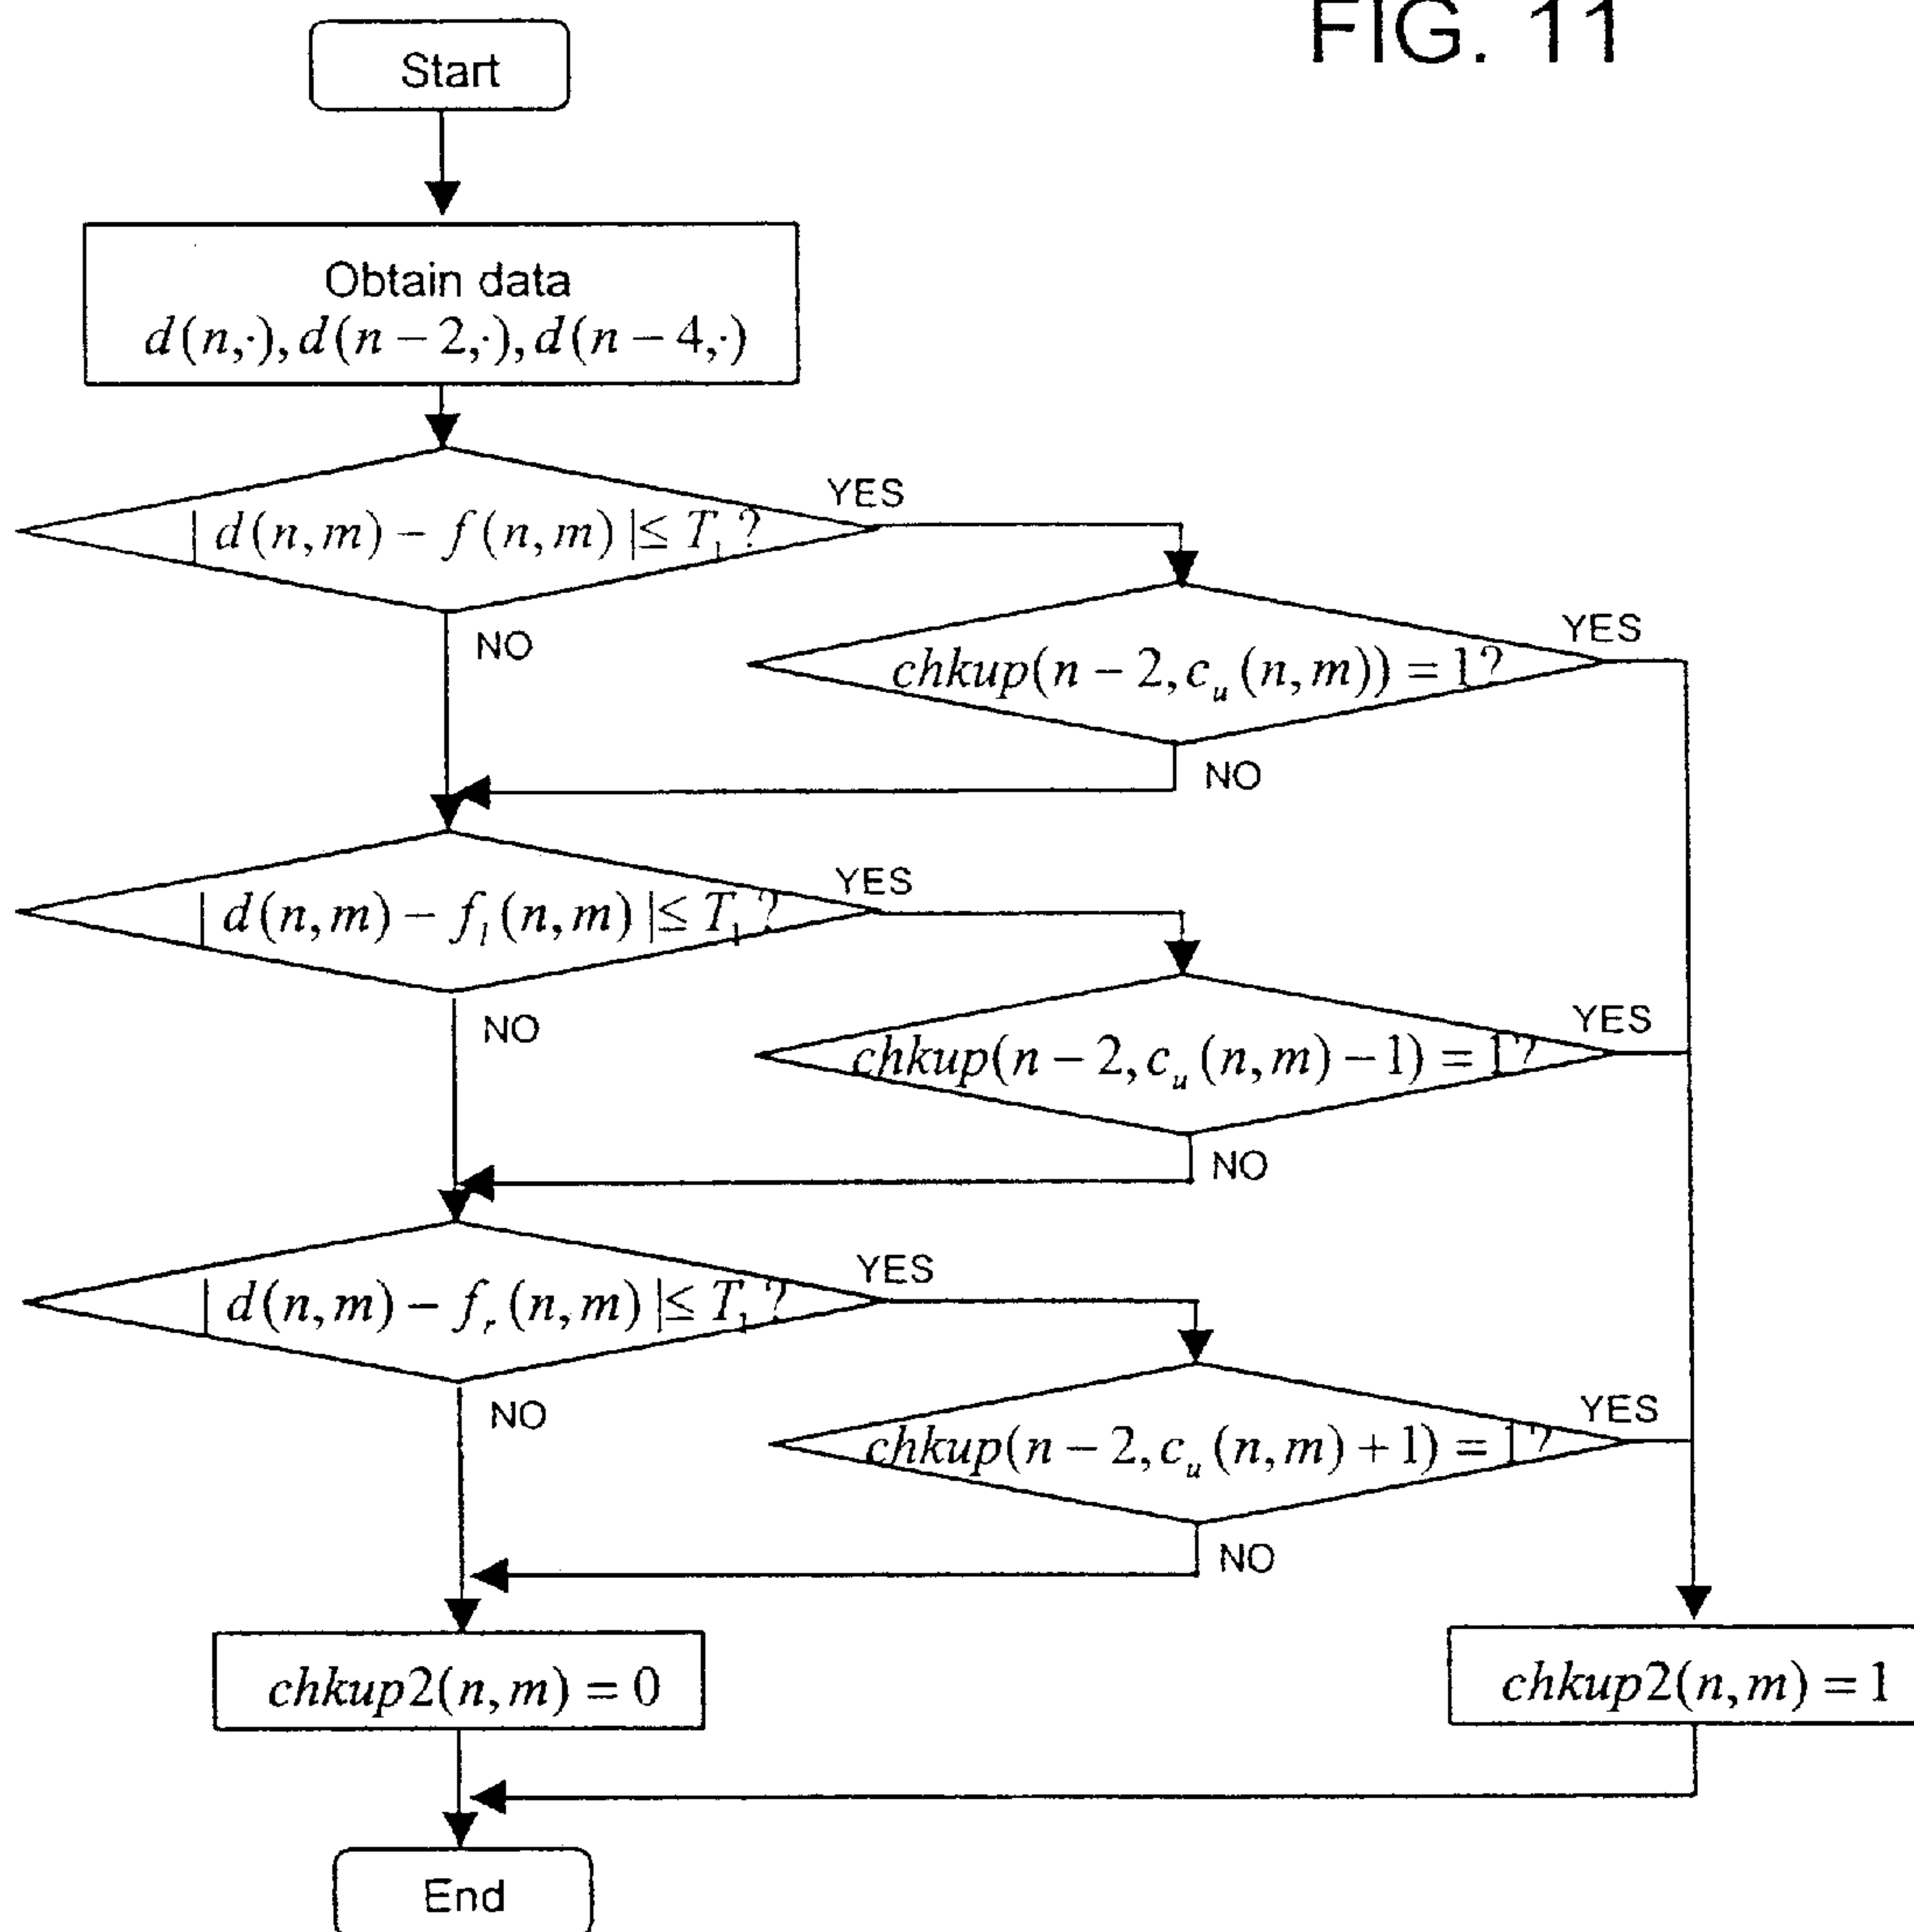 FIG. 11
Start
Obtain data
d(n,·), d(n − 2,·), d(n − 4,·)
| d(n, m) − f(n, m) |≤ T₁ ?
YES
NO
chkup(n − 2, cᵤ(n, m)) = 1?
YES
NO
| d(n, m) − fₗ(n, m) |≤ T₁ ?
YES
NO
chkup(n − 2, cᵤ(n, m) − 1) = 1?
YES
NO
| d(n, m) − fᵣ(n, m) |≤ T₁ ?
YES
NO
chkup(n − 2, cᵤ(n, m) + 1) = 1?
YES
NO
chkup2(n, m) = 0
chkup2(n, m) = 1
End